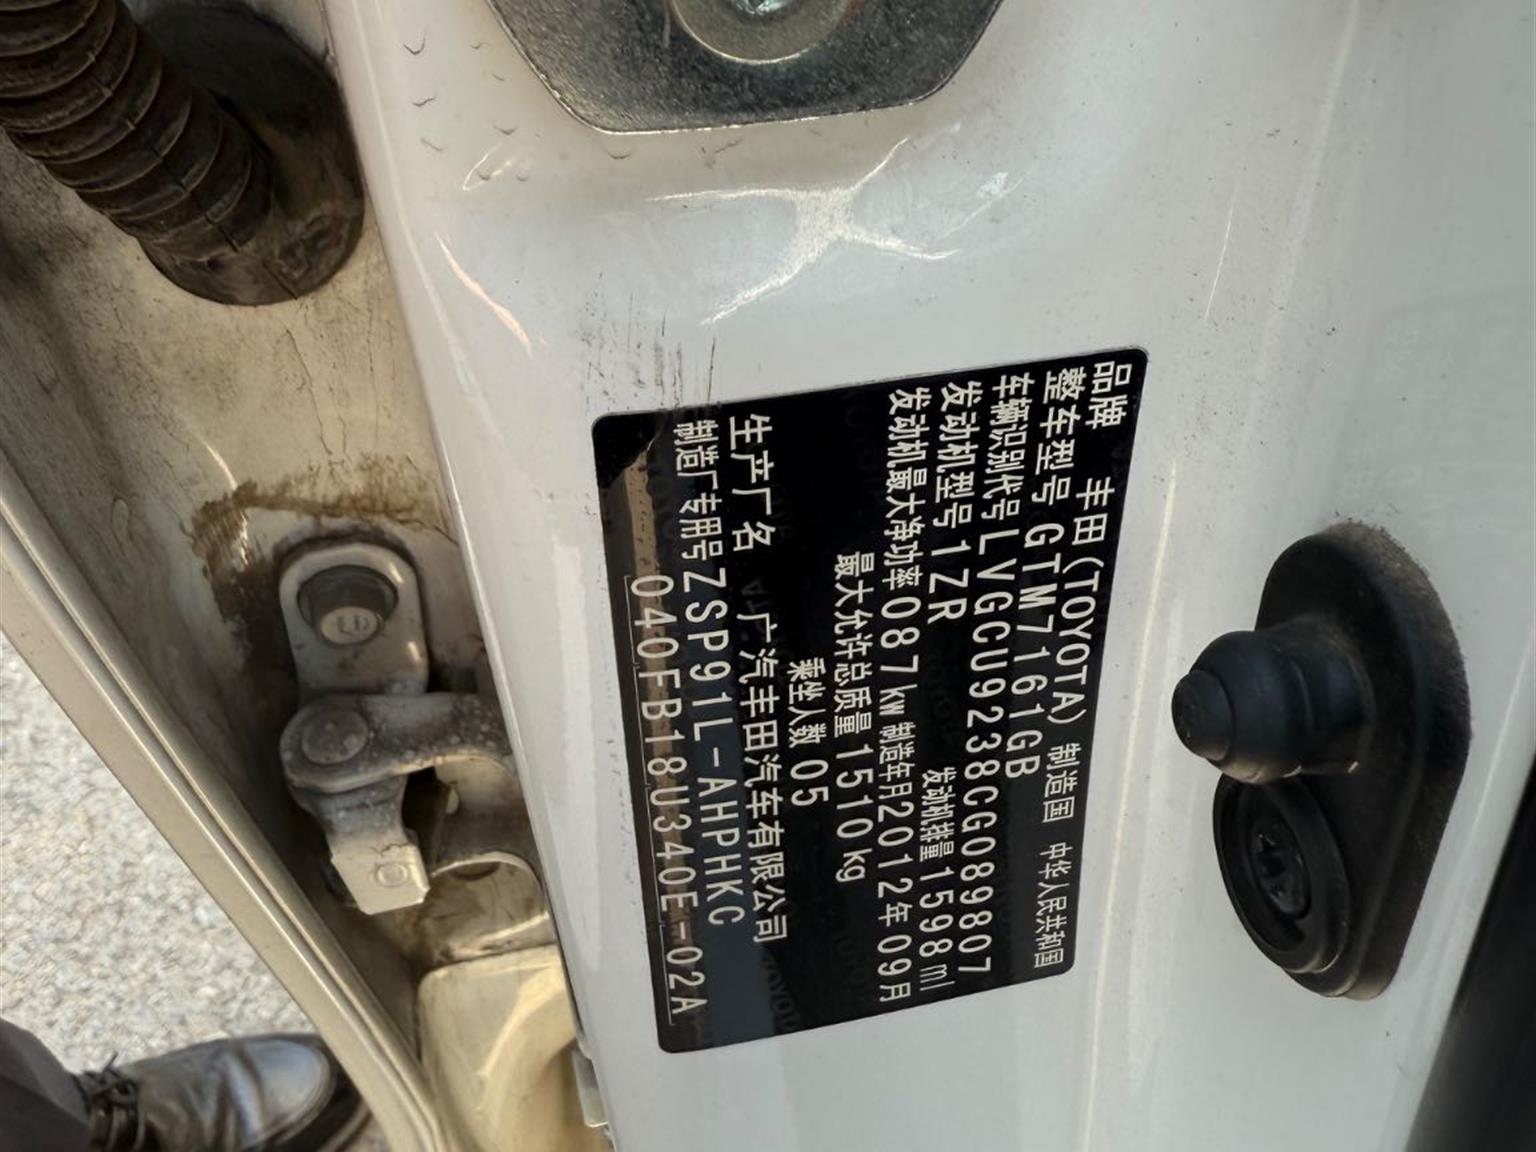 品牌 丰田(TOYOTA) 制造国 中华人民共和国
整车型号 GTM7161GB
车辆识别代号 LVGCU9238CG089807
发动机型号 1ZR 发动机排量 1598ml
发动机最大净功率 087kW 制造年月 2012年09月
最大允许总质量 1510kg
乘坐人数 05
生产厂名 广汽丰田汽车有限公司
制造厂专用号 ZSP91L-AHPHKC
040FB18U340E-02A